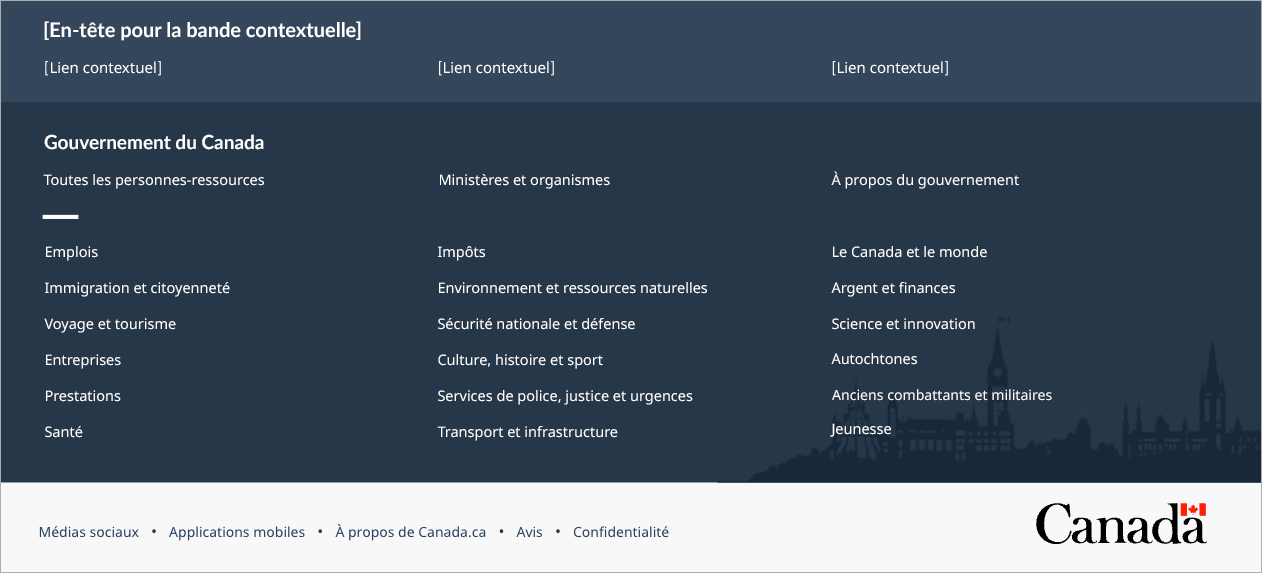 [En-tête pour la bande contextuelle]
[Lien contextuel] [Lien contextuel] [Lien contextuel]
Gouvernement du Canada
Toutes les personnes-ressources Ministères et organismes À propos du gouvernement
Emplois Impôts Le Canada et le monde
Immigration et citoyenneté Environnement et ressources naturelles Argent et finances
Voyage et tourisme Sécurité nationale et défense Science et innovation
Entreprises Culture, histoire et sport Autochtones
Prestations Services de police, justice et urgences Anciens combattants et militaires
Santé Transport et infrastructure Jeunesse
Médias sociaux • Applications mobiles • À propos de Canada.ca • Avis • Confidentialité
Canada